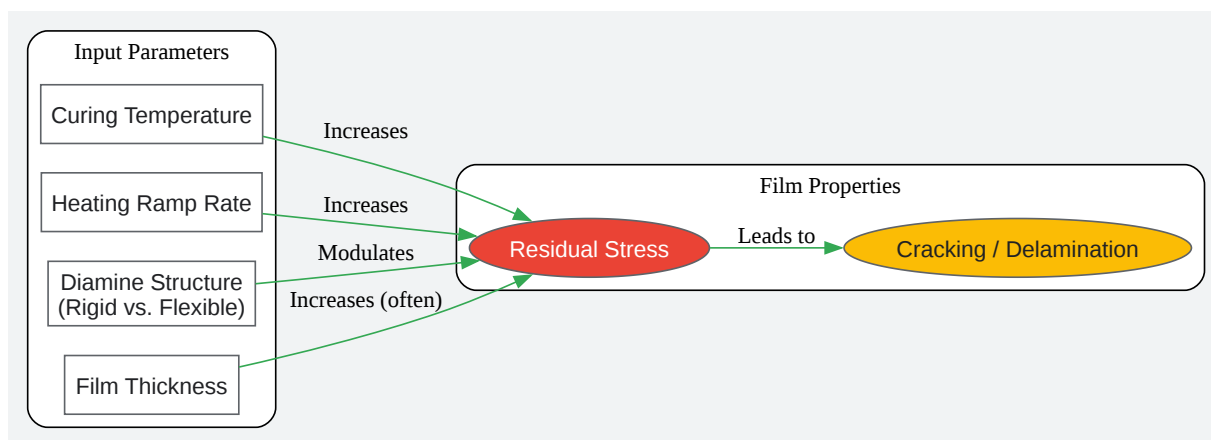 Input Parameters
Curing Temperature
Increases
Heating Ramp Rate
Increases
Diamine Structure
(Rigid vs. Flexible)
Modulates
Film Thickness
Increases (often)
Film Properties
Residual Stress
Leads to
Cracking / Delamination